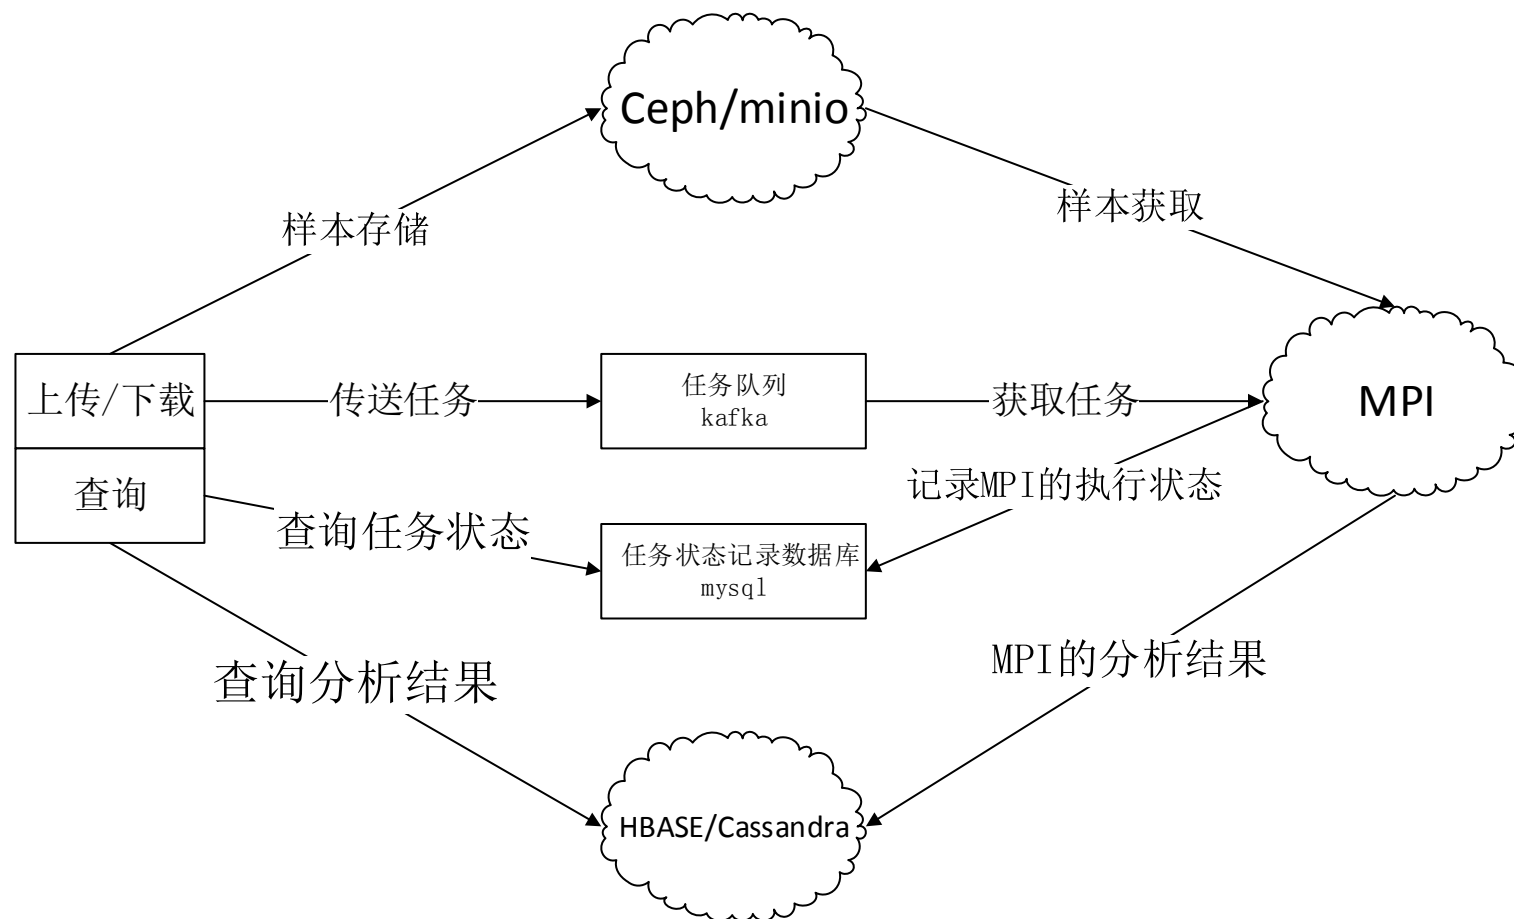 Ceph/minio
样本存储
样本获取
上传/下载
传送任务
任务队列
kafka
获取任务
MPI
查询
查询任务状态
记录MPI的执行状态
任务状态记录数据库
mysql
查询分析结果
MPI的分析结果
HBASE/Cassandra